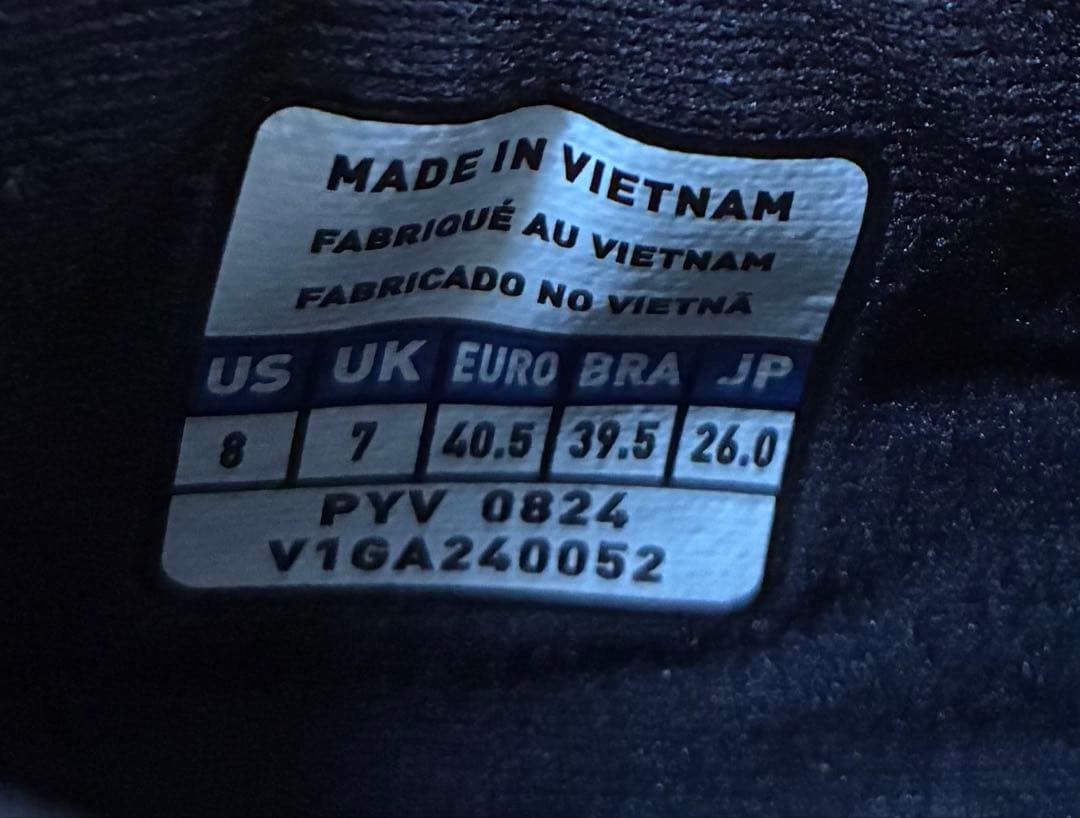 MADE IN VIETNAM
FABRIQUÉ AU VIETNAM
FABRICADO NO VIETNÃ
US UK EURO BRA JP
8 7 40.5 39.5 26.0
PYV 0824
V1GA240052